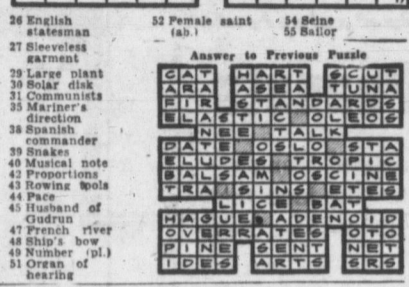 26 English
statesman
27 Sleeveless
garment
29 Large plant
30 Solar disk
31 Communists
35 Mariner's
direction
38 Spanish
commander
39 Snakes
40 Musical note
42 Proportions
43 Rowing tools
44 Pace
45 Husband of
Gudrun
47 French river
48 Ship's bow
49 Number (pl.)
51 Organ of
hearing
52 Female saint
(ab.)
54 Seine
55 Sailor
Answer to Previous Puzzle
CAT HART SCUT
ARA ASEA TUNA
FIR STANDARDS
ELASTIC OLEOS
NEE TALK
DATE OSLO STA
ELUDES TROPIC
BALSAM OSCINE
TRA SINS ETES
LICE BAT
HAGUE ADENOID
OVERRATES OTO
PINE SENT NET
IDES ARTS SRS